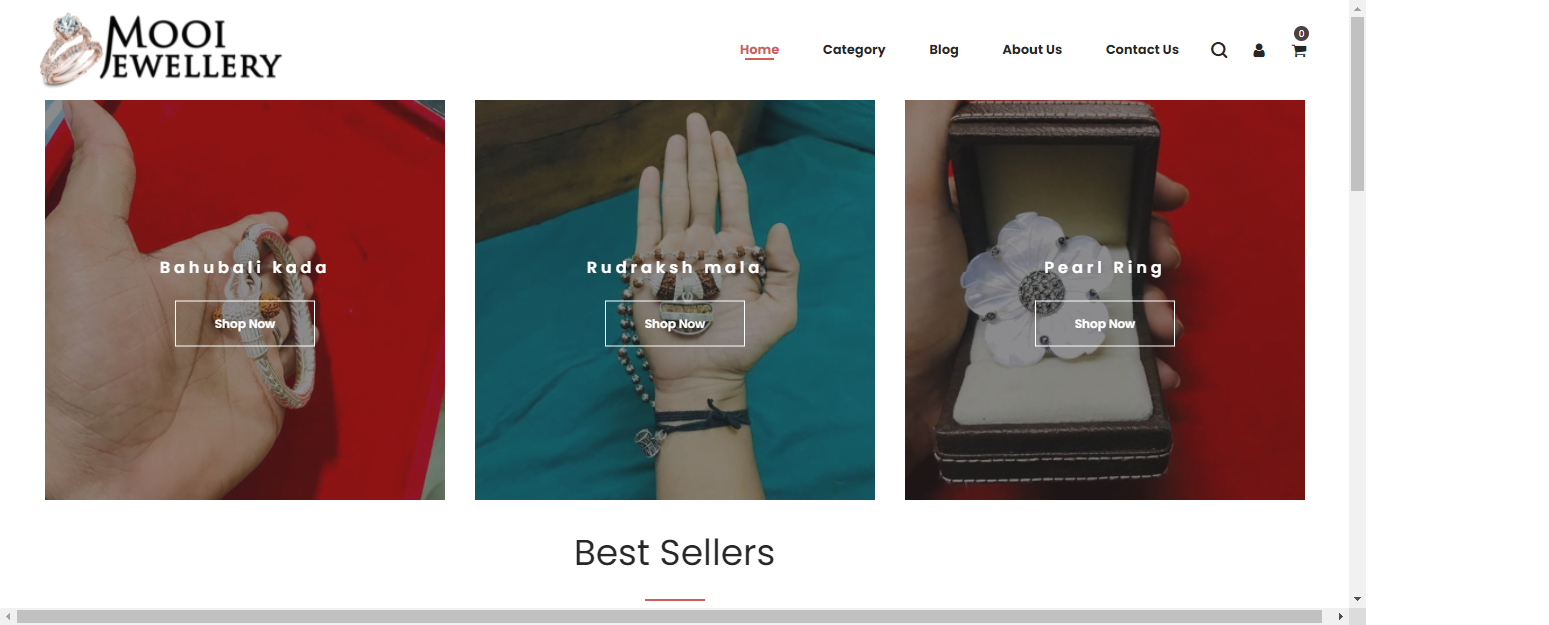 MOOI
JEWELLERY
Home
Category
Blog
About Us
Contact Us
0
Bahubali kada
Shop Now
Rudraksh mala
Shop Now
Pearl Ring
Shop Now
Best Sellers